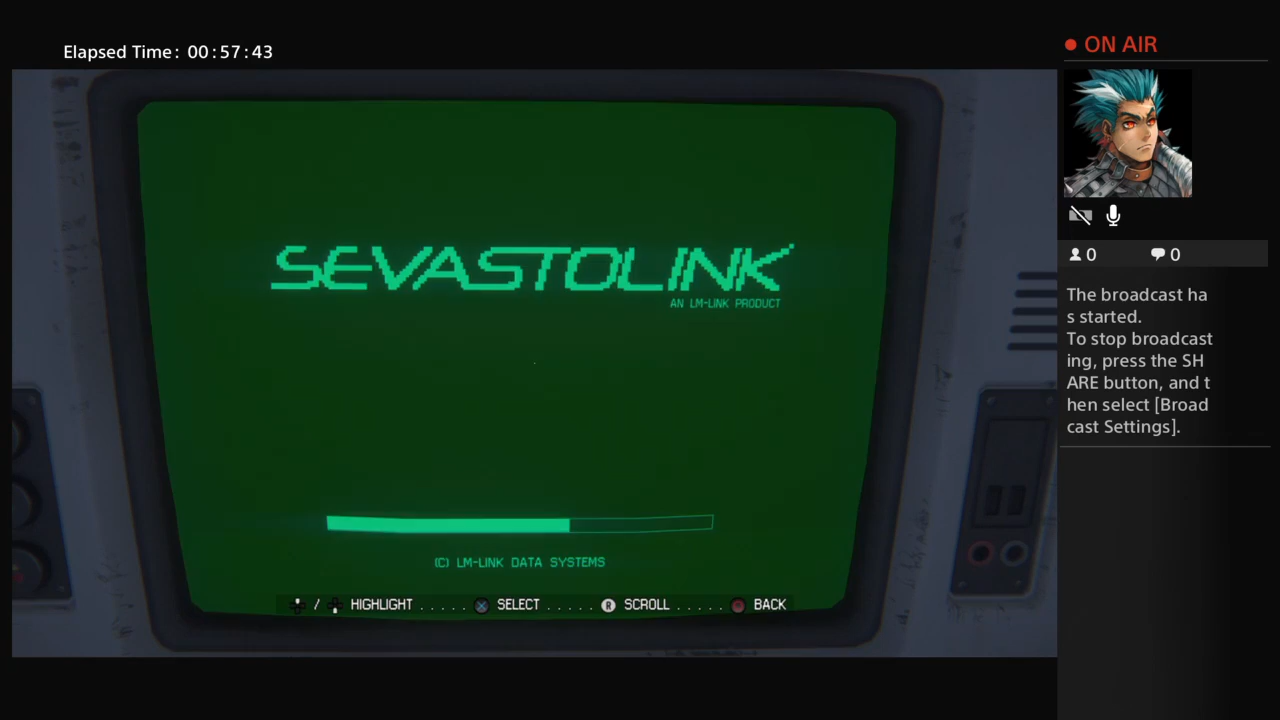 Elapsed Time: 00:57:43
ON AIR
SEVASTOLINK
AN LM-LINK PRODUCT
0 0
The broadcast ha
s started.
To stop broadcast
ing, press the SH
ARE button, and t
hen select [Broad
cast Settings].
(C) LM-LINK DATA SYSTEMS
/ HIGHLIGHT ..... SELECT ..... R SCROLL ..... BACK